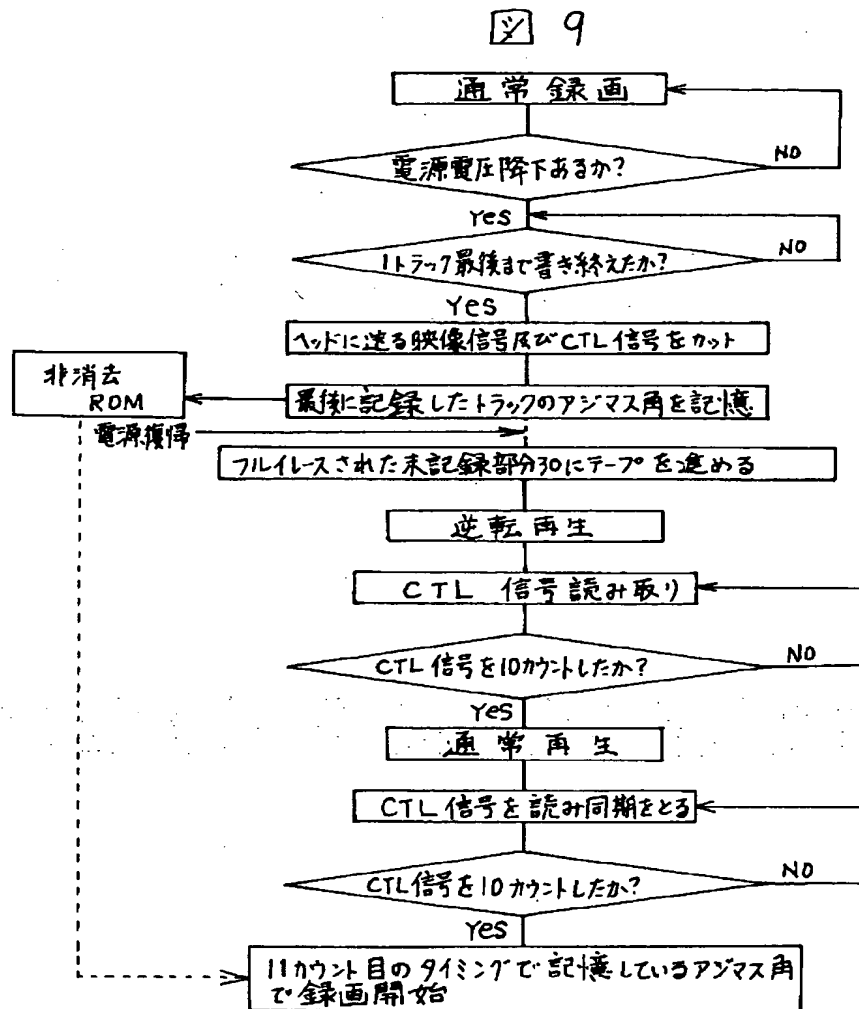 図 9
通常録画
電源電圧降下あるか?
NO
Yes
1トラック最後まで書き終えたか?
NO
Yes
ヘッドに送る映像信号及びCTL信号をカット
非消去
ROM
最後に記録したトラックのアジマス角を記憶
電源復帰
フルイレースされた未記録部分30にテープを進める
逆転再生
CTL 信号読み取り
CTL信号を10カウントしたか?
NO
Yes
通常再生
CTL信号を読み同期をとる
CTL信号を10カウントしたか?
NO
Yes
11カウント目のタイミングで記憶しているアジマス角
で録画開始